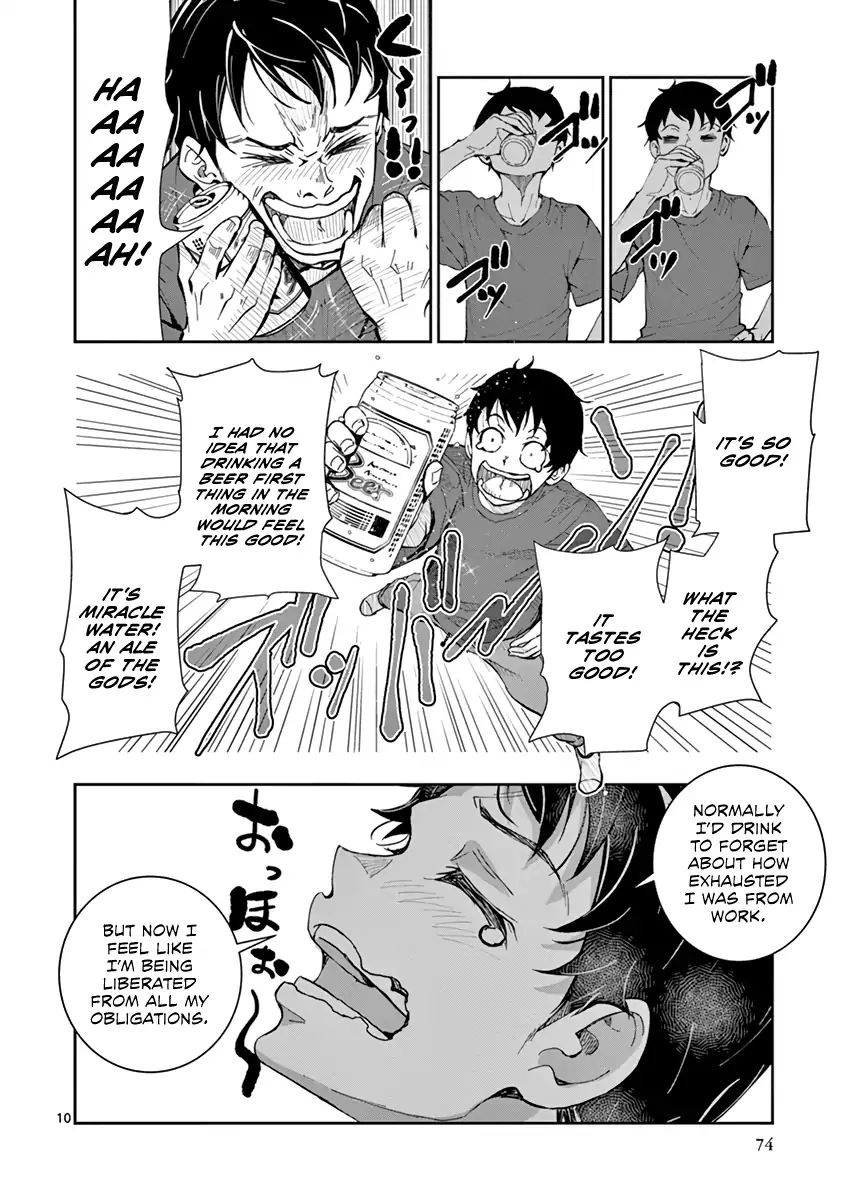 ゴッ
ゴッ
ゴッ
ゴッ
く~~っ!!
HA
AA
AA
AA
AA
AH!
IT'S SO
GOOD!
WHAT
THE
HECK
IS
THIS!?
IT
TASTES
TOO
GOOD!
I HAD NO
IDEA THAT
DRINKING A
BEER FIRST
THING IN THE
MORNING
WOULD FEEL
THIS GOOD!
IT'S
MIRACLE
WATER!
AN ALE
OF THE
GODS!
Beer
NORMALLY
I'D DRINK
TO FORGET
ABOUT HOW
EXHAUSTED
I WAS FROM
WORK.
おっほぉ~~
BUT NOW I
FEEL LIKE
I'M BEING
LIBERATED
FROM ALL MY
OBLIGATIONS.
10
74